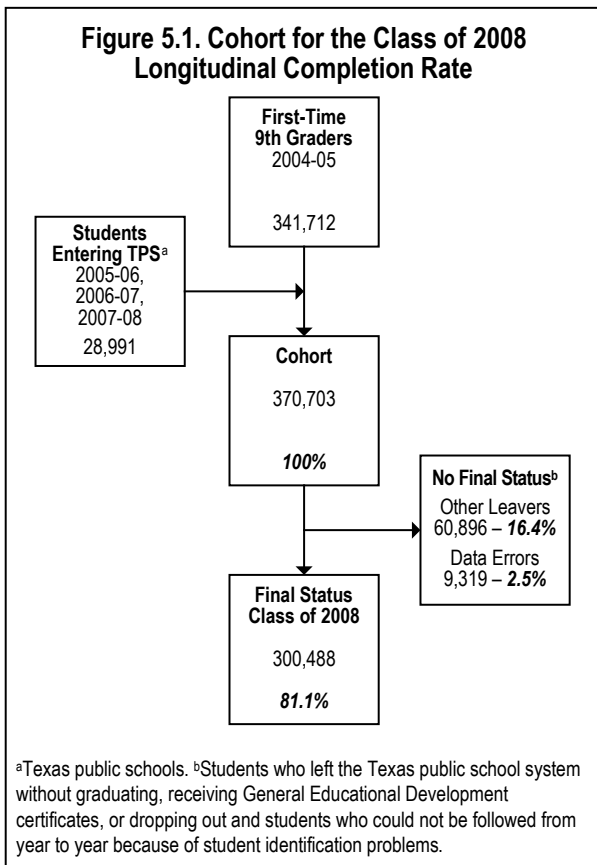 Figure 5.1. Cohort for the Class of 2008
Longitudinal Completion Rate
First-Time
9th Graders
2004-05
341,712
Students
Entering TPSᵃ
2005-06,
2006-07,
2007-08
28,991
Cohort
370,703
100%
No Final Statusᵇ
Other Leavers
60,896 – 16.4%
Data Errors
9,319 – 2.5%
Final Status
Class of 2008
300,488
81.1%
ᵃTexas public schools. ᵇStudents who left the Texas public school system
without graduating, receiving General Educational Development
certificates, or dropping out and students who could not be followed from
year to year because of student identification problems.